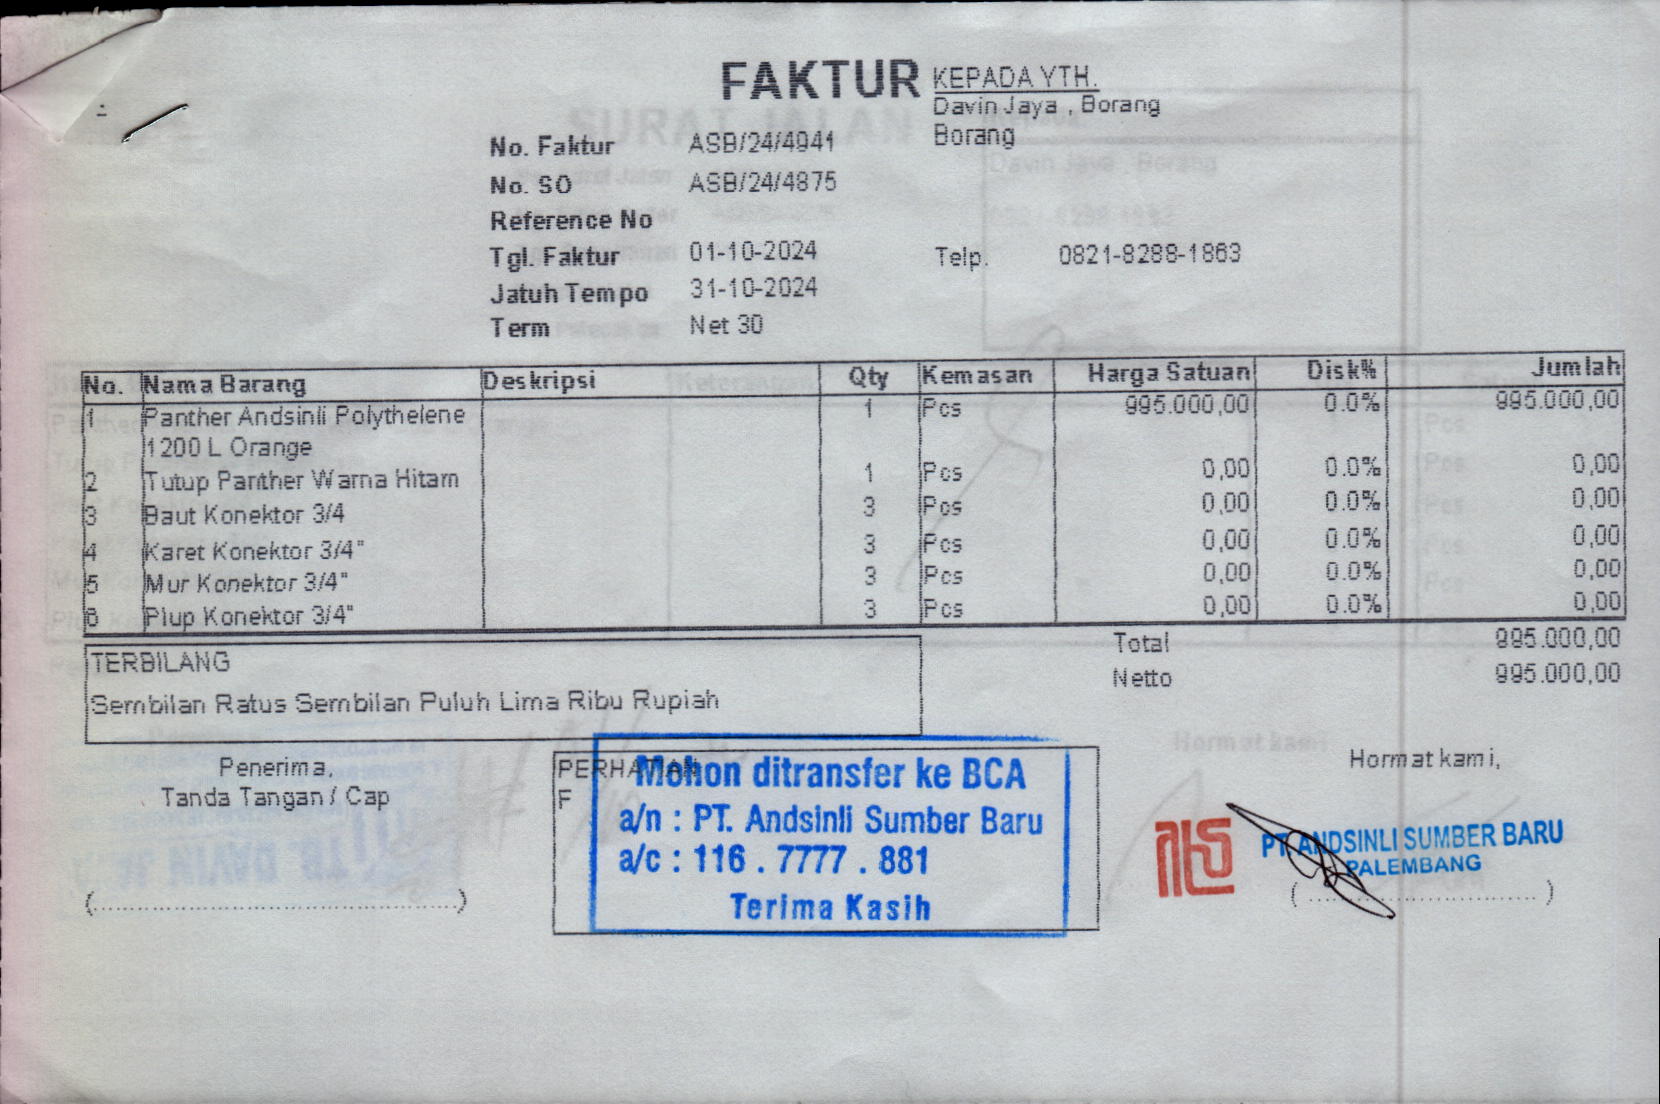 FAKTUR
KEPADA YTH.
Davin Jaya , Borang
Borang
No. Faktur ASB/24/4941
No. SO ASB/24/4875
Reference No
Tgl. Faktur 01-10-2024
Telp. 0821-8288-1863
Jatuh Tempo 31-10-2024
Term Net 30
No. Nama Barang Deskripsi Qty Kemasan Harga Satuan Disk% Jumlah
1 Panther Andsinli Polythelene 1 Pcs 995.000,00 0.0% 995.000,00
1200 L Orange
2 Tutup Panther Warna Hitam 1 Pcs 0,00 0.0% 0,00
3 Baut Konektor 3/4 3 Pcs 0,00 0.0% 0,00
4 Karet Konektor 3/4" 3 Pcs 0,00 0.0% 0,00
5 Mur Konektor 3/4" 3 Pcs 0,00 0.0% 0,00
6 Plup Konektor 3/4" 3 Pcs 0,00 0.0% 0,00
Total 995.000,00
Netto 995.000,00
TERBILANG
Sembilan Ratus Sembilan Puluh Lima Ribu Rupiah
Penerima,
Tanda Tangan / Cap
(....................................................)
PERHATIAN
F
Mohon ditransfer ke BCA
a/n : PT. Andsinli Sumber Baru
a/c : 116 . 7777 . 881
Terima Kasih
Hormat kami,
PT. ANDSINLI SUMBER BARU
PALEMBANG
(................................)